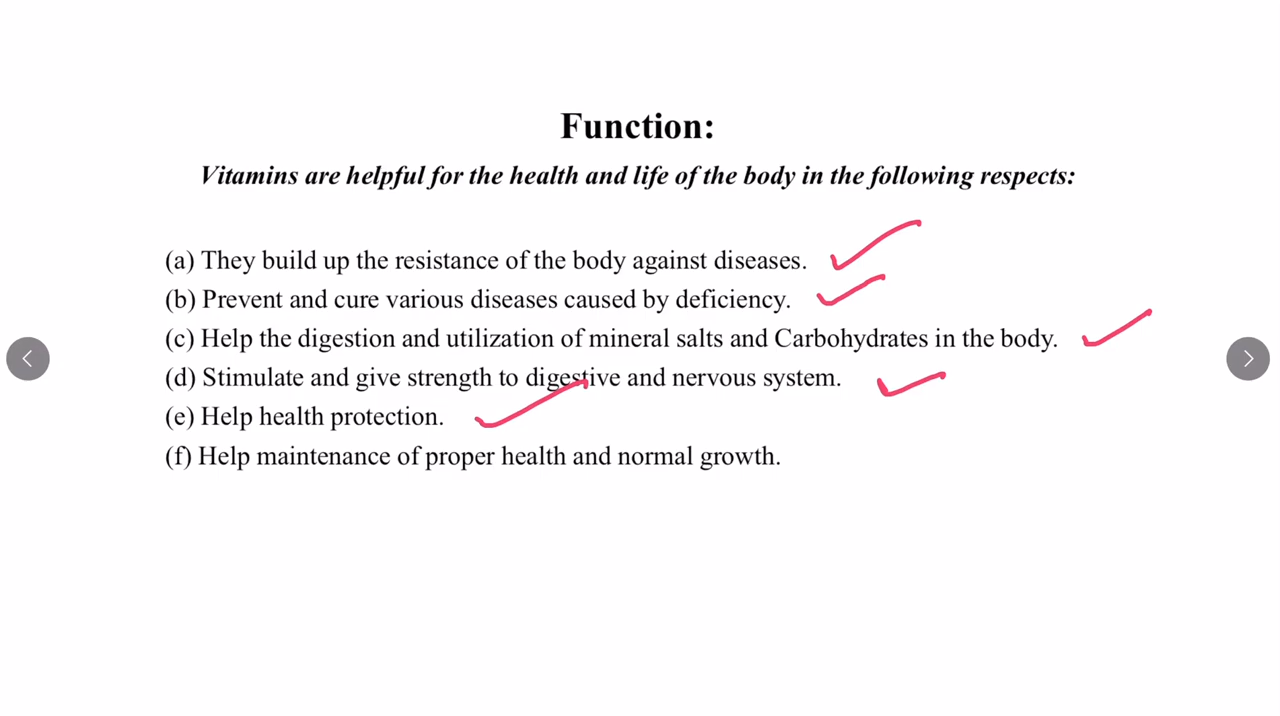 Function:
Vitamins are helpful for the health and life of the body in the following respects:
(a) They build up the resistance of the body against diseases.
(b) Prevent and cure various diseases caused by deficiency.
(c) Help the digestion and utilization of mineral salts and Carbohydrates in the body.
(d) Stimulate and give strength to digestive and nervous system.
(e) Help health protection.
(f) Help maintenance of proper health and normal growth.